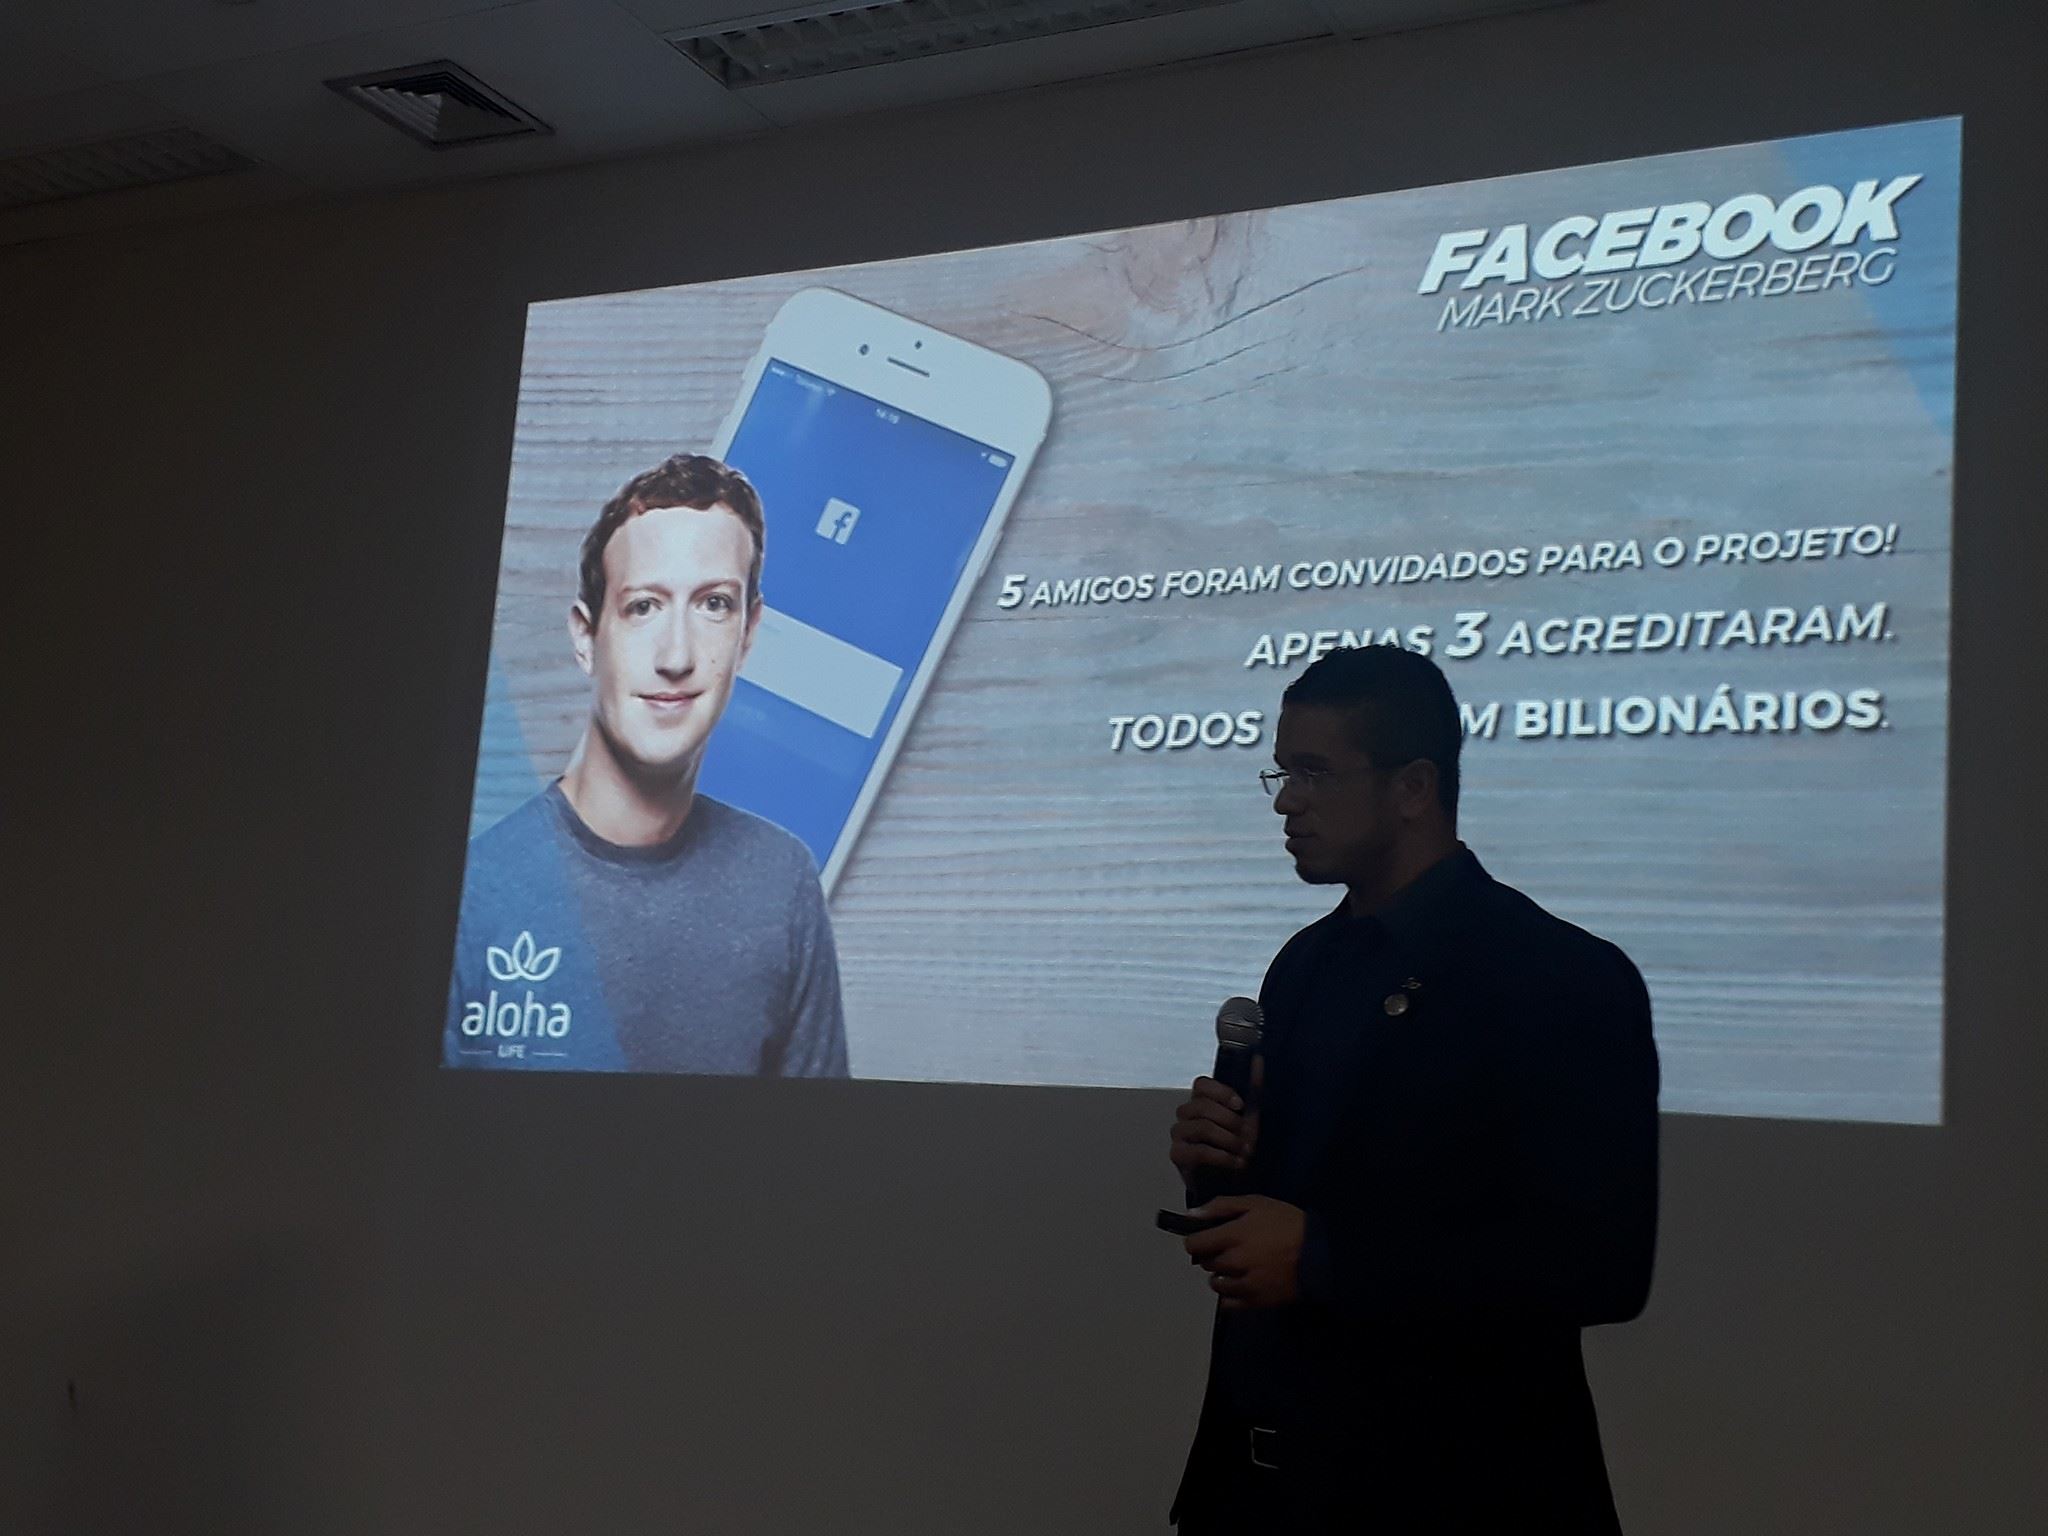 FACEBOOK
MARK ZUCKERBERG
5 AMIGOS FORAM CONVIDADOS PARA O PROJETO!
APENAS 3 ACREDITARAM.
TODOS M BILIONÁRIOS.
aloha
LIFE